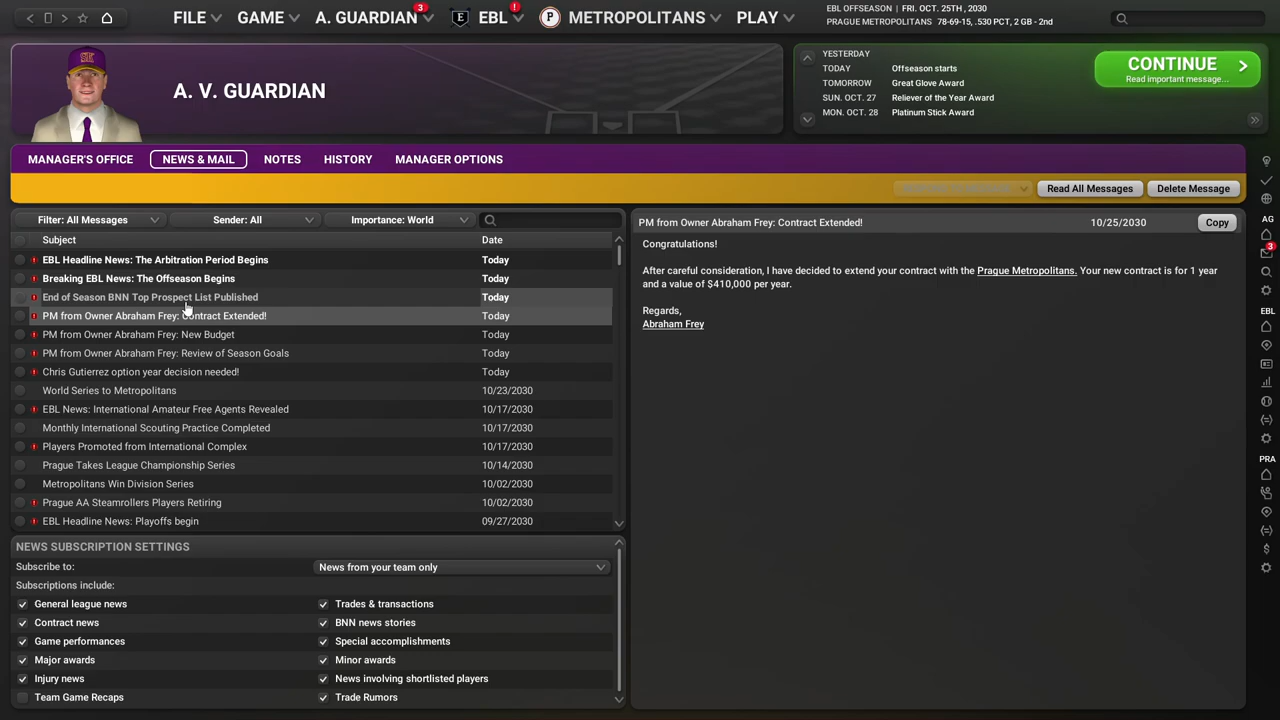 FILE GAME A. GUARDIAN 3 E EBL ! P METROPOLITANS PLAY
EBL OFFSEASON | FRI. OCT. 25TH, 2030
PRAGUE METROPOLITANS 78-69-15, .530 PCT, 2 GB - 2nd
A. V. GUARDIAN
YESTERDAY
TODAY Offseason starts
TOMORROW Great Glove Award
SUN. OCT. 27 Reliever of the Year Award
MON. OCT. 28 Platinum Stick Award
CONTINUE
Read important message...
MANAGER'S OFFICE NEWS & MAIL NOTES HISTORY MANAGER OPTIONS
Read All Messages Delete Message
Filter: All Messages Sender: All Importance: World
Subject Date
EBL Headline News: The Arbitration Period Begins Today
Breaking EBL News: The Offseason Begins Today
End of Season BNN Top Prospect List Published Today
PM from Owner Abraham Frey: Contract Extended! Today
PM from Owner Abraham Frey: New Budget Today
PM from Owner Abraham Frey: Review of Season Goals Today
Chris Gutierrez option year decision needed! Today
World Series to Metropolitans 10/23/2030
EBL News: International Amateur Free Agents Revealed 10/17/2030
Monthly International Scouting Practice Completed 10/17/2030
Players Promoted from International Complex 10/17/2030
Prague Takes League Championship Series 10/14/2030
Metropolitans Win Division Series 10/02/2030
Prague AA Steamrollers Players Retiring 10/02/2030
EBL Headline News: Playoffs begin 09/27/2030
NEWS SUBSCRIPTION SETTINGS
Subscribe to: News from your team only
Subscriptions include:
General league news Trades & transactions
Contract news BNN news stories
Game performances Special accomplishments
Major awards Minor awards
Injury news News involving shortlisted players
Team Game Recaps Trade Rumors
PM from Owner Abraham Frey: Contract Extended! 10/25/2030 Copy
Congratulations!
After careful consideration, I have decided to extend your contract with the Prague Metropolitans. Your new contract is for 1 year
and a value of $410,000 per year.
Regards,
Abraham Frey
AG
3
EBL
PRA